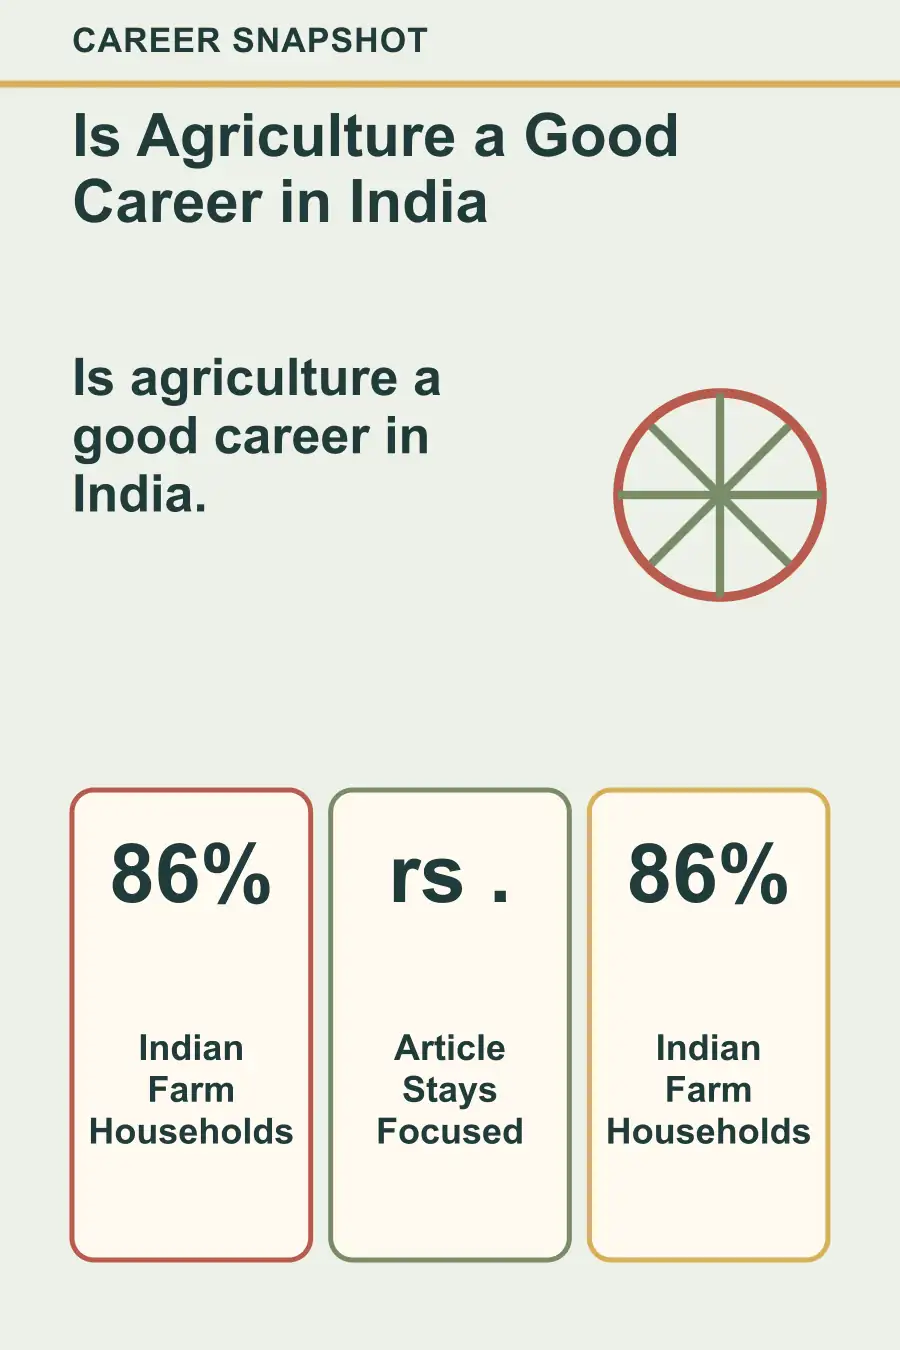 CAREER SNAPSHOT
Is Agriculture a Good
Career in India
Is agriculture a
good career in
India.
86%
Indian
Farm
Households
rs .
Article
Stays
Focused
86%
Indian
Farm
Households